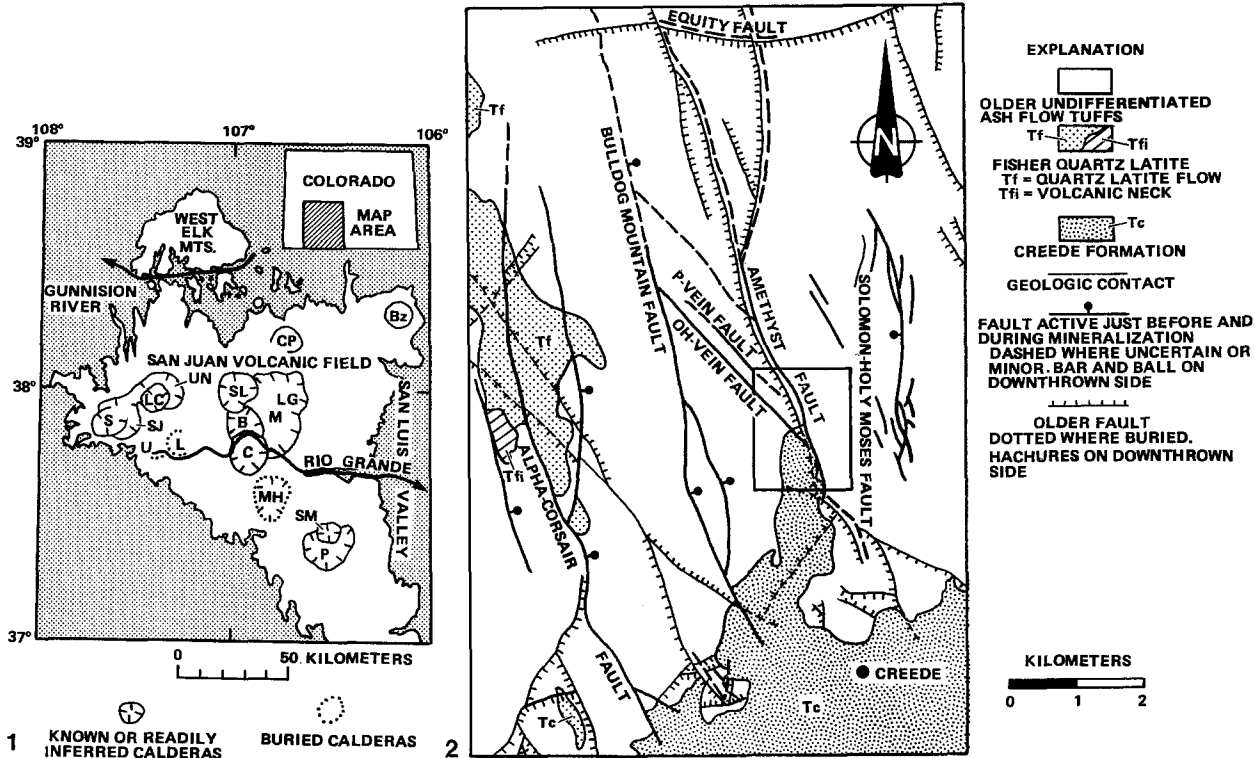 108°
107°
106°
39°
COLORADO
MAP
AREA
WEST
ELK
MTS.
GUNNISION
RIVER
Bz
CP
SAN JUAN VOLCANIC FIELD
UN
38°
LC
SL
LG
M
S
SJ
B
U
L
C
RIO GRANDE
SAN LUIS VALLEY
MH
SM
P
37°
0 50 KILOMETERS
KNOWN OR READILY
INFERRED CALDERAS
BURIED CALDERAS
1
EQUITY FAULT
Tf
BULLDOG MOUNTAIN FAULT
N
P-VEIN FAULT
OH-VEIN FAULT
AMETHYST FAULT
SOLOMON-HOLY MOSES FAULT
Tf
Tfi
ALPHA-CORSAIR FAULT
CREEDE
Tc
Tc
2
EXPLANATION
OLDER UNDIFFERENTIATED
ASH FLOW TUFFS
Tf
Tfi
FISHER QUARTZ LATITE
Tf = QUARTZ LATITE FLOW
Tfi = VOLCANIC NECK
Tc
CREEDE FORMATION
GEOLOGIC CONTACT
FAULT ACTIVE JUST BEFORE AND
DURING MINERALIZATION
DASHED WHERE UNCERTAIN OR
MINOR. BAR AND BALL ON
DOWNTHROWN SIDE
OLDER FAULT
DOTTED WHERE BURIED.
HACHURES ON DOWNTHROWN
SIDE
KILOMETERS
0 1 2